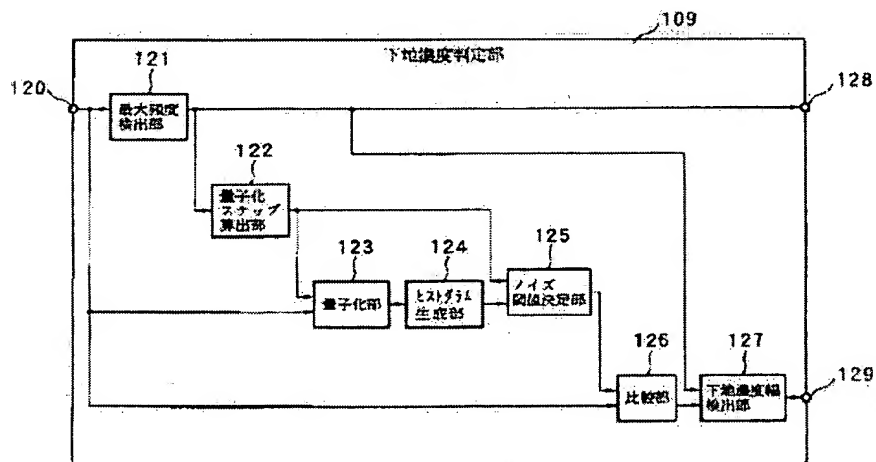 109
下地濃度判定部
121
120
128
最大頻度
検出部
122
量子化
ステップ
算出部
123
124
125
量子化部
ヒストグラム
生成部
ノイズ
閾値決定部
126
127
129
比較部
下地濃度幅
検出部